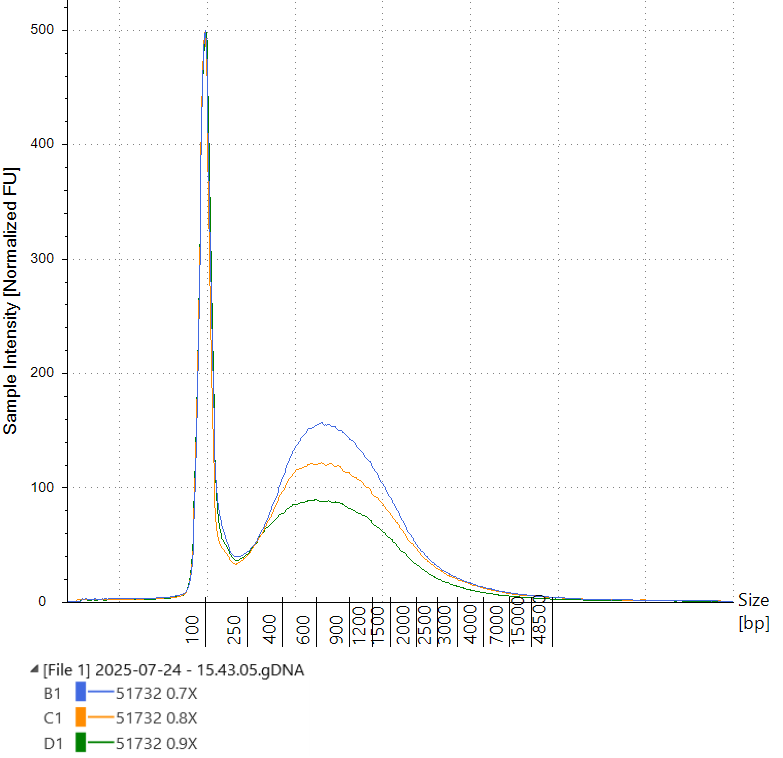 500
400
300
200
100
0
Sample Intensity [Normalized FU]
100
250
400
600
900
1200
1500
2000
2500
3000
4000
7000
15000
48500
Size
[bp]
[File 1] 2025-07-24 - 15.43.05.gDNA
B1 51732 0.7X
C1 51732 0.8X
D1 51732 0.9X